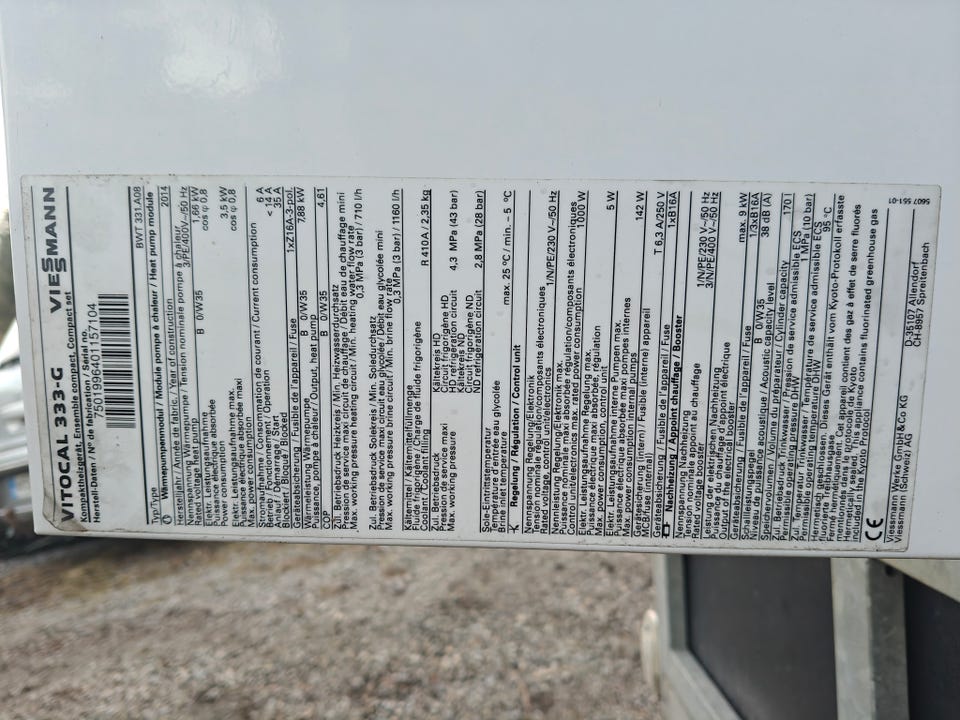 VITOCAL 333-G VIESMANN
Kompaktheitgerät, Ensemble compact, Compact set
Herstell-Daten / N° de fabrication / Serial no.
7501996401157104
Typ/Type BWT 331.A08
Wärmepumpenmodul / Module pompe à chaleur / Heat pump module
Herstelljahr / Année de fabric. / Year of construction 2014
Nennspannung Wärmepumpe / Tension nominale pompe à chaleur
Rated voltage heat pump 3/PE/400V~/50 Hz
Elektr. Leistungsaufnahme B 0/W35 1,66 kW
Puissance électr. absorbée cos φ 0,8
Power consumption
Elektr. Leistungsaufnahme max. 3,5 kW
Puissance électrique absorbée maxi cos φ 0,8
Max. power consumption
Stromaufnahme / Consommation de courant / Current consumption
Betrieb / Fonctionnement / Operation 6 A
Anlauf / Démarrage / Start < 14 A
Blockiert / Bloqué / Blocked 35 A
Geräteabsicherung / Fusible de l'appareil / Fuse 1xZ16A-3-pol.
Leistung Wärmepumpe B 0/W35 7,88 kW
Puissance pompe à chaleur / Output, heat pump
COP B 0/W35 4,61
Zul. Betriebsdruck Heizkreis / Min. Heizwasserdurchsatz
Pression de service maxi circuit de chauffage / Débit eau de chauffage mini
Max. working pressure heating circuit / Min. heating water flow rate
0,3 MPa (3 bar) / 710 l/h
Zul. Betriebsdruck Solekreis / Min. Soledurchsatz
Pression de service maxi circuit eau glycolée / Débit eau glycolée mini
Max. working pressure brine circuit / Min. brine flow rate
0,3 MPa (3 bar) / 1160 l/h
Kältemittel / Kältemittelfüllmenge
Fluide frigorigène / Charge de fluide frigorigène
Coolant / Coolant filling R 410A / 2,35 kg
Zul. Betriebsdruck Kältekreis HD
Pression de service maxi Circuit frigorigène HD
Max. working pressure HD refrigeration circuit 4,3 MPa (43 bar)
Kältekreis ND
Circuit frigorigène ND
ND refrigeration circuit 2,8 MPa (28 bar)
Sole-Eintrittstemperatur
Température entrée eau glycolée
Brine inlet temperature max. 25 °C / min. – 5 °C
Regelung / Régulation / Control unit
Nennspannung Regelung/Elektronik
Tension nominale régulation/composants électroniques
Rated voltage control unit/electronics 1/N/PE/230 V~/50 Hz
Elektr. Leistungsaufnahme Regelung/Elektronik max.
Puissance électrique maxi absorbée régulation/composants électroniques
Control unit/electronics max. rated power consumption 1000 W
Elektr. Leistungsaufnahme Regelung max.
Puissance électrique maxi absorbée, régulation
Max. power consumption, control unit 5 W
Elektr. Leistungsaufnahme interne Pumpen max.
Puissance absorbée maxi pompes internes
Max. power consumption internal pumps 142 W
Gerätesicherung (intern) / Fusible (interne) appareil
MCB/fuse (internal) T 6,3 A/250 V
Geräteabsicherung / Fusible de l'appareil / Fuse 1xB16A
Nachheizung / Appoint chauffage / Booster
Nennspannung Nachheizung 1/N/PE/230 V~/50 Hz
Tension nominale appoint au chauffage 3/N/PE/400 V~/50 Hz
Rated voltage booster
Leistung der elektrischen Nachheizung max. 9 kW
Puissance du chauffage d'appoint électrique
Output of the electrical booster
Geräteabsicherung / Fusible de l'appareil / Fuse 1/3xB16A
Schallleistungspegel B 0/W35
Niveau puissance acoustique / Acoustic capacity level 38 dB (A)
Speichervolumen / Volume du préparateur / Cylinder capacity 170 l
Zul. Betriebsdruck Trinkwasser / Pression de service admissible ECS
Permissible operating pressure DHW 1 MPa (10 bar)
Zul. Temperatur Trinkwasser / Température de service admissible ECS
Permissible operating temperature DHW 95 °C
Hermetisch geschlossen. Dieses Gerät enthält vom Kyoto-Protokoll erfasste
fluorierte Treibhausgase
Fermé hermétiquement. Cet appareil contient des gaz à effet de serre fluorés
mentionnés dans le protocole de Kyoto
Hermetically sealed. This appliance contains fluorinated greenhouse gas
included in the Kyoto Protocol
CE
Viessmann Werke GmbH&Co KG D-35107 Allendorf
Viessmann (Schweiz) AG CH-8957 Spreitenbach
5607 551-01